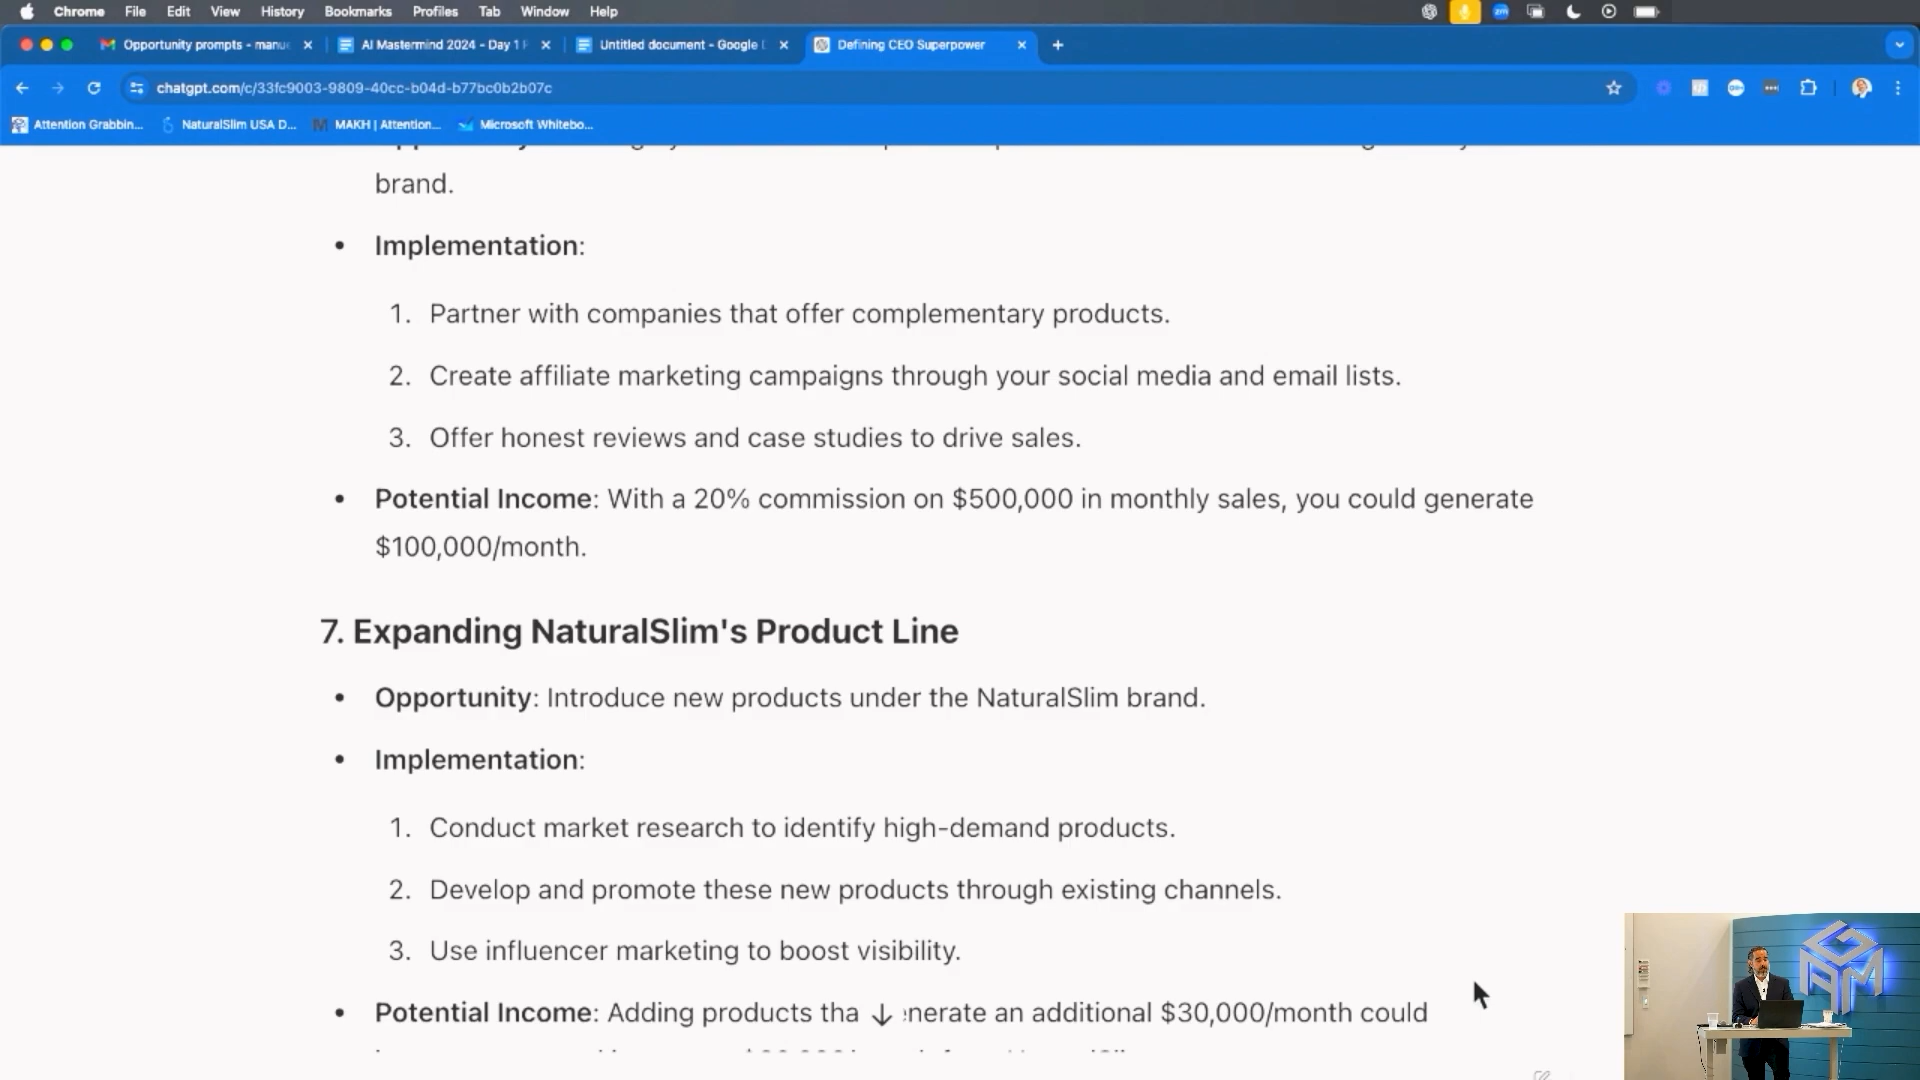 Chrome File Edit View History Bookmarks Profiles Tab Window Help
Opportunity prompts - manu
AI Mastermind 2024 - Day 1
Untitled document - Google
Defining CEO Superpower
chatgpt.com/c/33fc9003-9809-40cc-b04d-b77bc0b2b07c
Attention Grabbin... NaturalSlim USA D... MAKH | Attention... Microsoft Whitebo...
brand.
• Implementation:
1. Partner with companies that offer complementary products.
2. Create affiliate marketing campaigns through your social media and email lists.
3. Offer honest reviews and case studies to drive sales.
• Potential Income: With a 20% commission on $500,000 in monthly sales, you could generate
$100,000/month.
7. Expanding NaturalSlim's Product Line
• Opportunity: Introduce new products under the NaturalSlim brand.
• Implementation:
1. Conduct market research to identify high-demand products.
2. Develop and promote these new products through existing channels.
3. Use influencer marketing to boost visibility.
• Potential Income: Adding products tha enerate an additional $30,000/month could